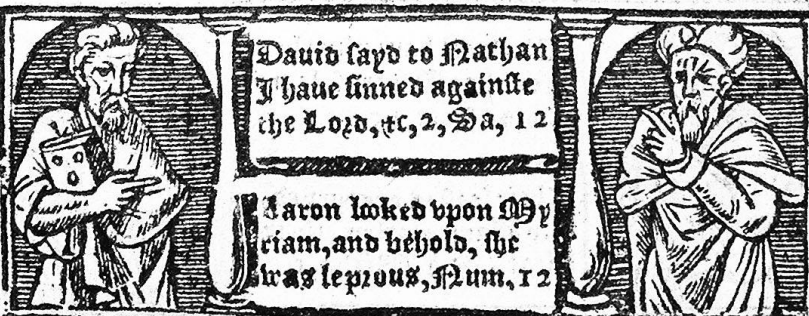 Dauid sayd to Nathan
I haue sinned againste
the Lord, &c, 2, Sa, 12
Aaron looked vpon My
riam, and behold, she
was leprous, Num. 12